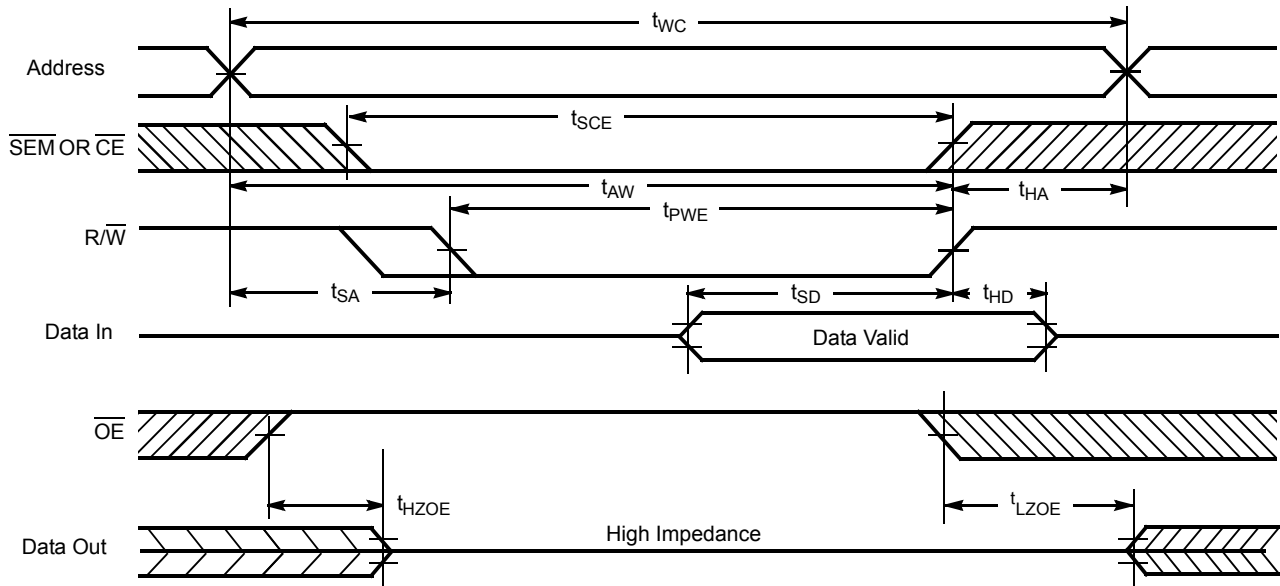 tWC
Address
tSCE
SEM OR CE
tAW
tHA
tPWE
R/W
tSA
tSD
tHD
Data In
Data Valid
OE
tHZOE
tLZOE
High Impedance
Data Out